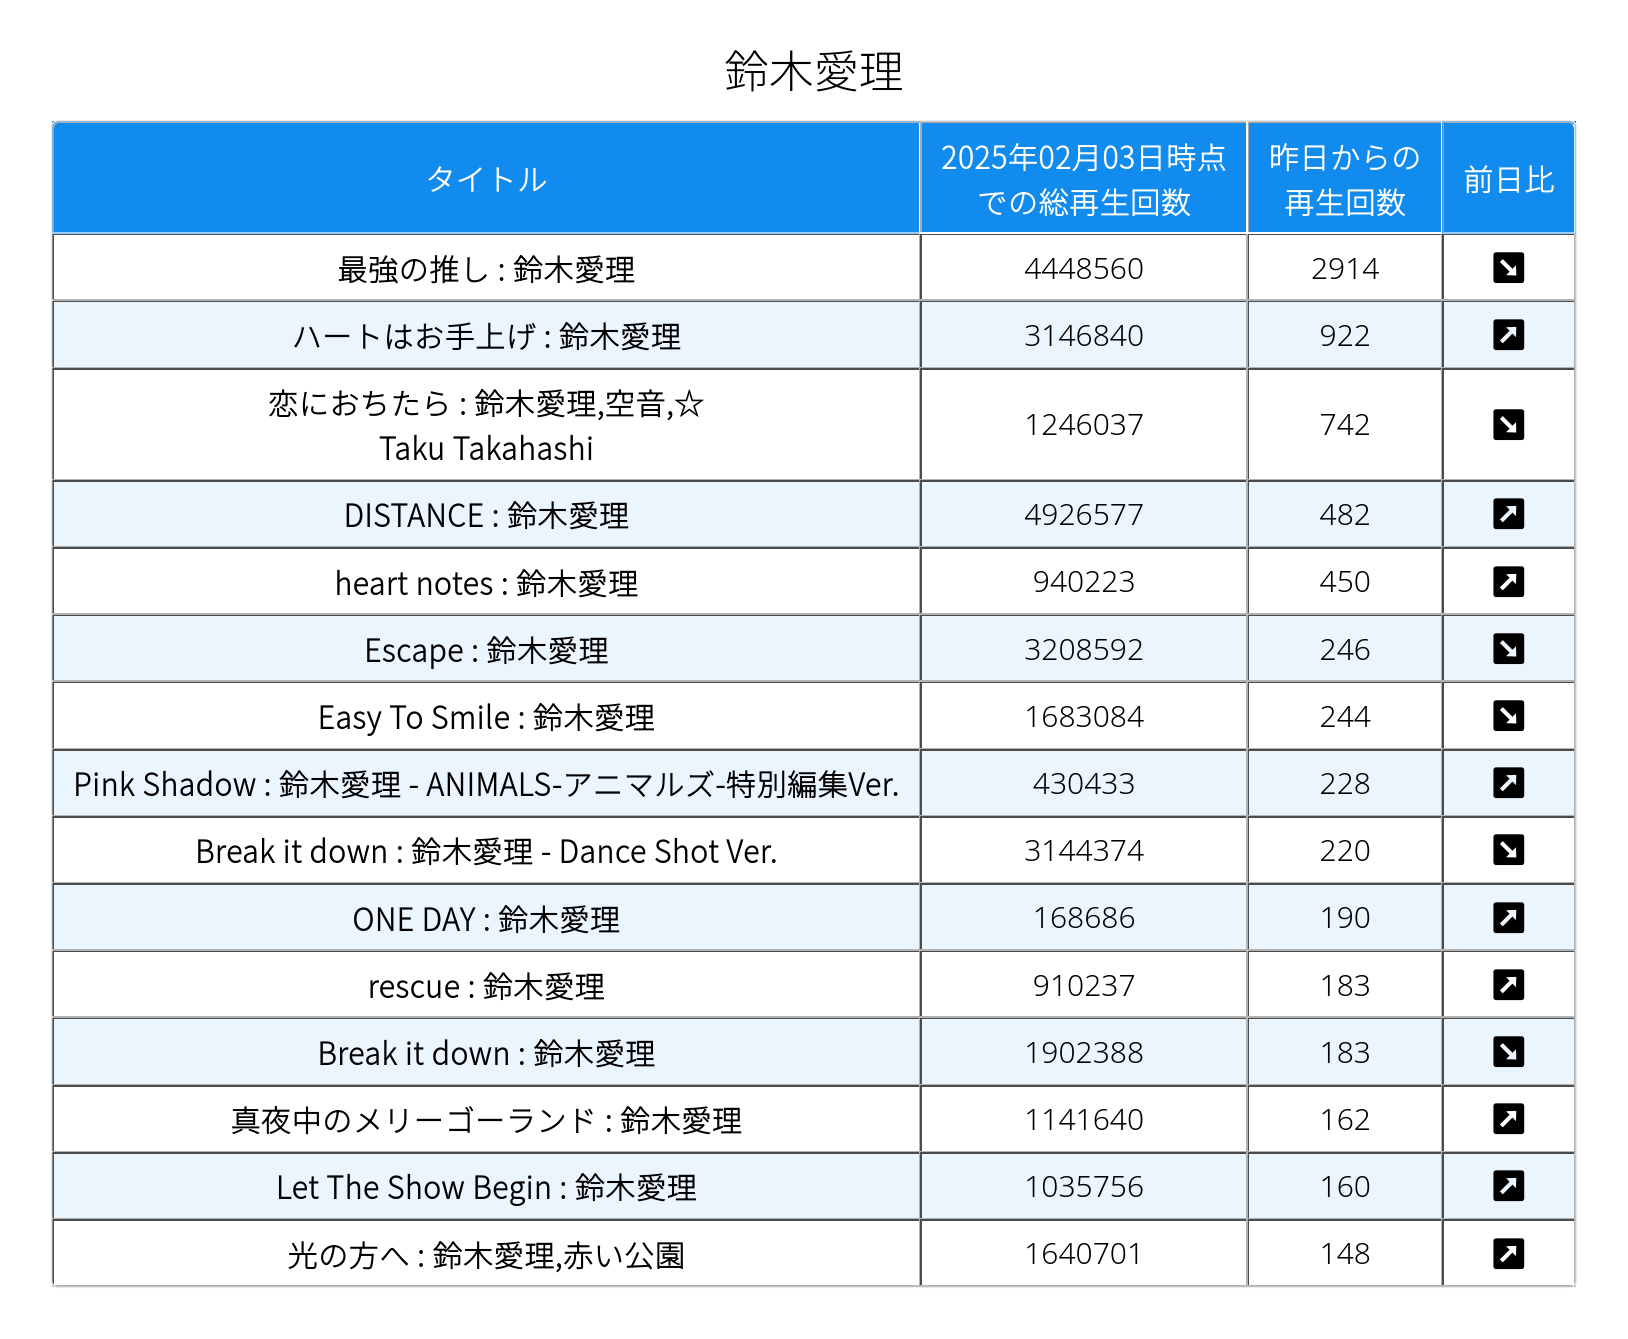 鈴木愛理
タイトル
2025年02月03日時点
での総再生回数
昨日からの
再生回数
前日比
最強の推し : 鈴木愛理 4448560 2914
ハートはお手上げ : 鈴木愛理 3146840 922
恋におちたら : 鈴木愛理,空音,☆
Taku Takahashi 1246037 742
DISTANCE : 鈴木愛理 4926577 482
heart notes : 鈴木愛理 940223 450
Escape : 鈴木愛理 3208592 246
Easy To Smile : 鈴木愛理 1683084 244
Pink Shadow : 鈴木愛理 - ANIMALS-アニマルズ-特別編集Ver. 430433 228
Break it down : 鈴木愛理 - Dance Shot Ver. 3144374 220
ONE DAY : 鈴木愛理 168686 190
rescue : 鈴木愛理 910237 183
Break it down : 鈴木愛理 1902388 183
真夜中のメリーゴーランド : 鈴木愛理 1141640 162
Let The Show Begin : 鈴木愛理 1035756 160
光の方へ : 鈴木愛理,赤い公園 1640701 148